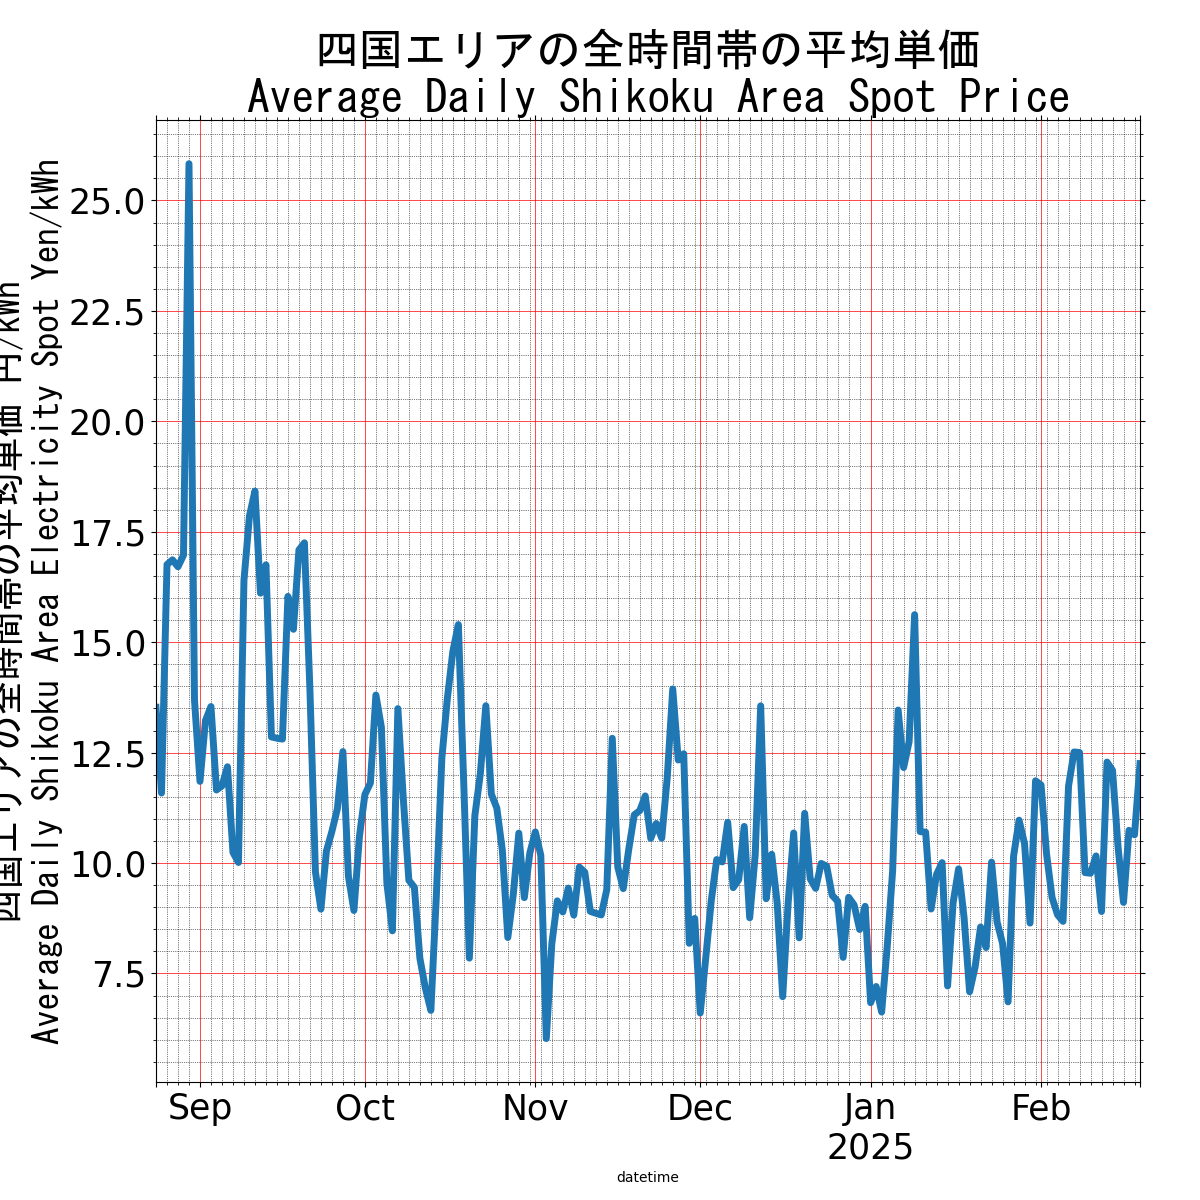 四国エリアの全時間帯の平均単価
Average Daily Shikoku Area Spot Price
四国エリアの全時間帯の平均単価 円/kWh
Average Daily Shikoku Area Electricity Spot Yen/kWh
25.0
22.5
20.0
17.5
15.0
12.5
10.0
7.5
Sep Oct Nov Dec Jan Feb
2025
datetime